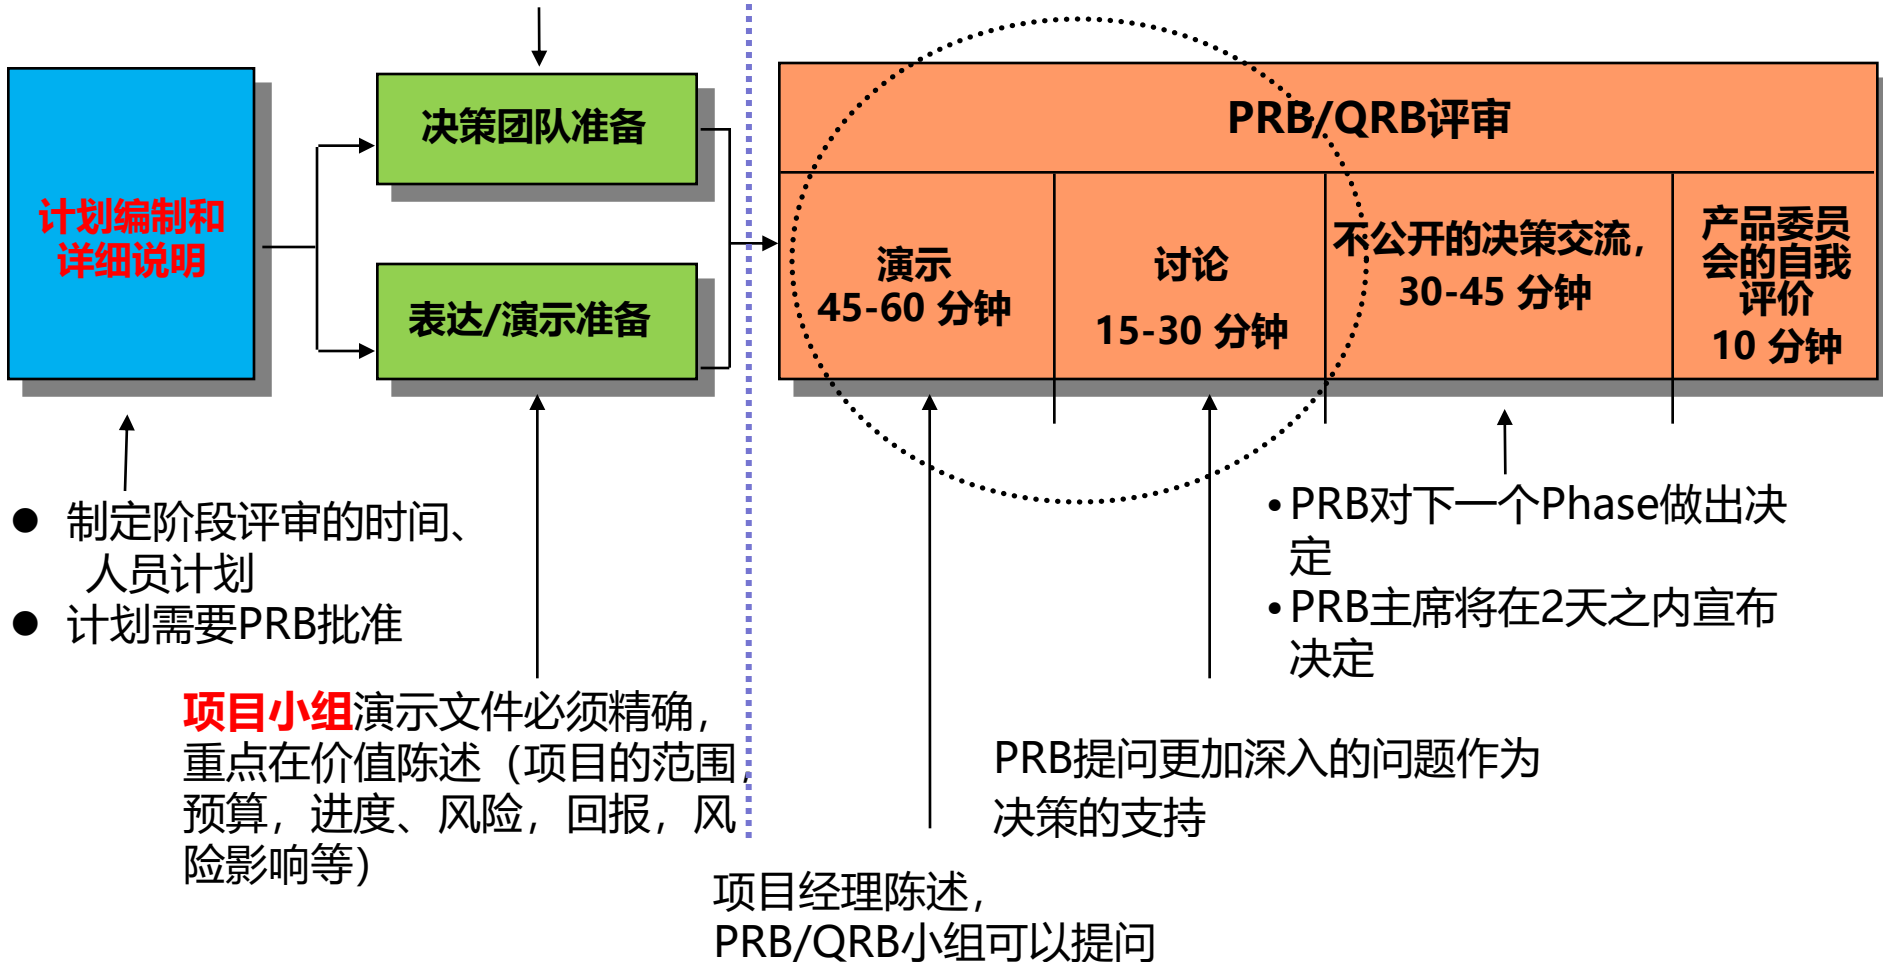 决策团队准备
PRB/QRB评审
计划编制和
详细说明
表达/演示准备
演示
45-60 分钟
讨论
15-30 分钟
不公开的决策交流,
30-45 分钟
产品委员
会的自我
评价
10 分钟
● 制定阶段评审的时间、
人员计划
● 计划需要PRB批准
•PRB对下一个Phase做出决
定
•PRB主席将在2天之内宣布
决定
项目小组演示文件必须精确，
重点在价值陈述（项目的范围，
预算，进度、风险，回报，风
险影响等）
PRB提问更加深入的问题作为
决策的支持
项目经理陈述，
PRB/QRB小组可以提问